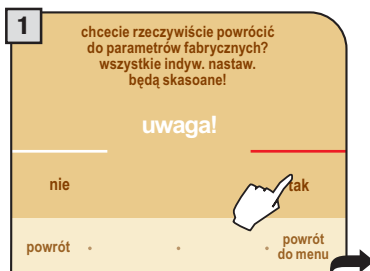 1
chcecie rzeczywiście powrócić
do parametrów fabrycznych?
wszystkie indyw. nastaw.
będą skasoane!
uwaga!
nie
tak
powrót
powrót
do menu